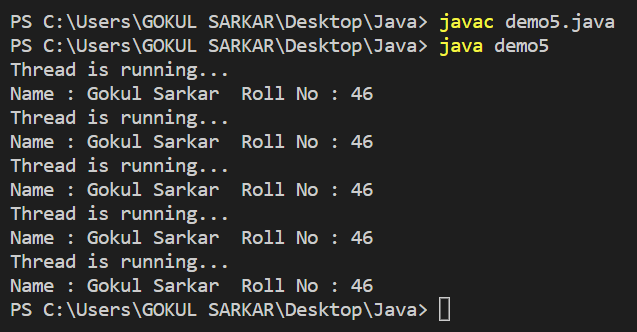 PS C:\Users\GOKUL SARKAR\Desktop\Java> javac demo5.java
PS C:\Users\GOKUL SARKAR\Desktop\Java> java demo5
Thread is running...
Name : Gokul Sarkar  Roll No : 46
Thread is running...
Name : Gokul Sarkar  Roll No : 46
Thread is running...
Name : Gokul Sarkar  Roll No : 46
Thread is running...
Name : Gokul Sarkar  Roll No : 46
Thread is running...
Name : Gokul Sarkar  Roll No : 46
PS C:\Users\GOKUL SARKAR\Desktop\Java>